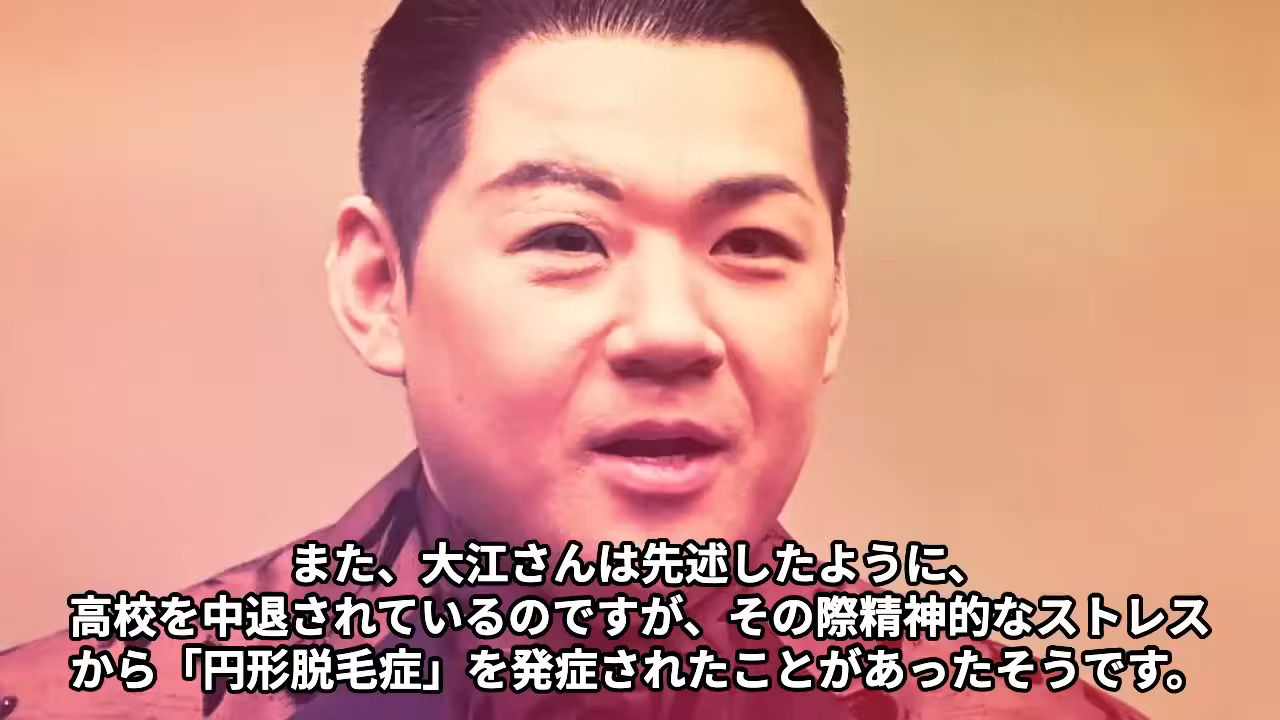 また、大江さんは先述したように、
高校を中退されているのですが、その際精神的なストレス
から「円形脱毛症」を発症されたことがあったそうです。